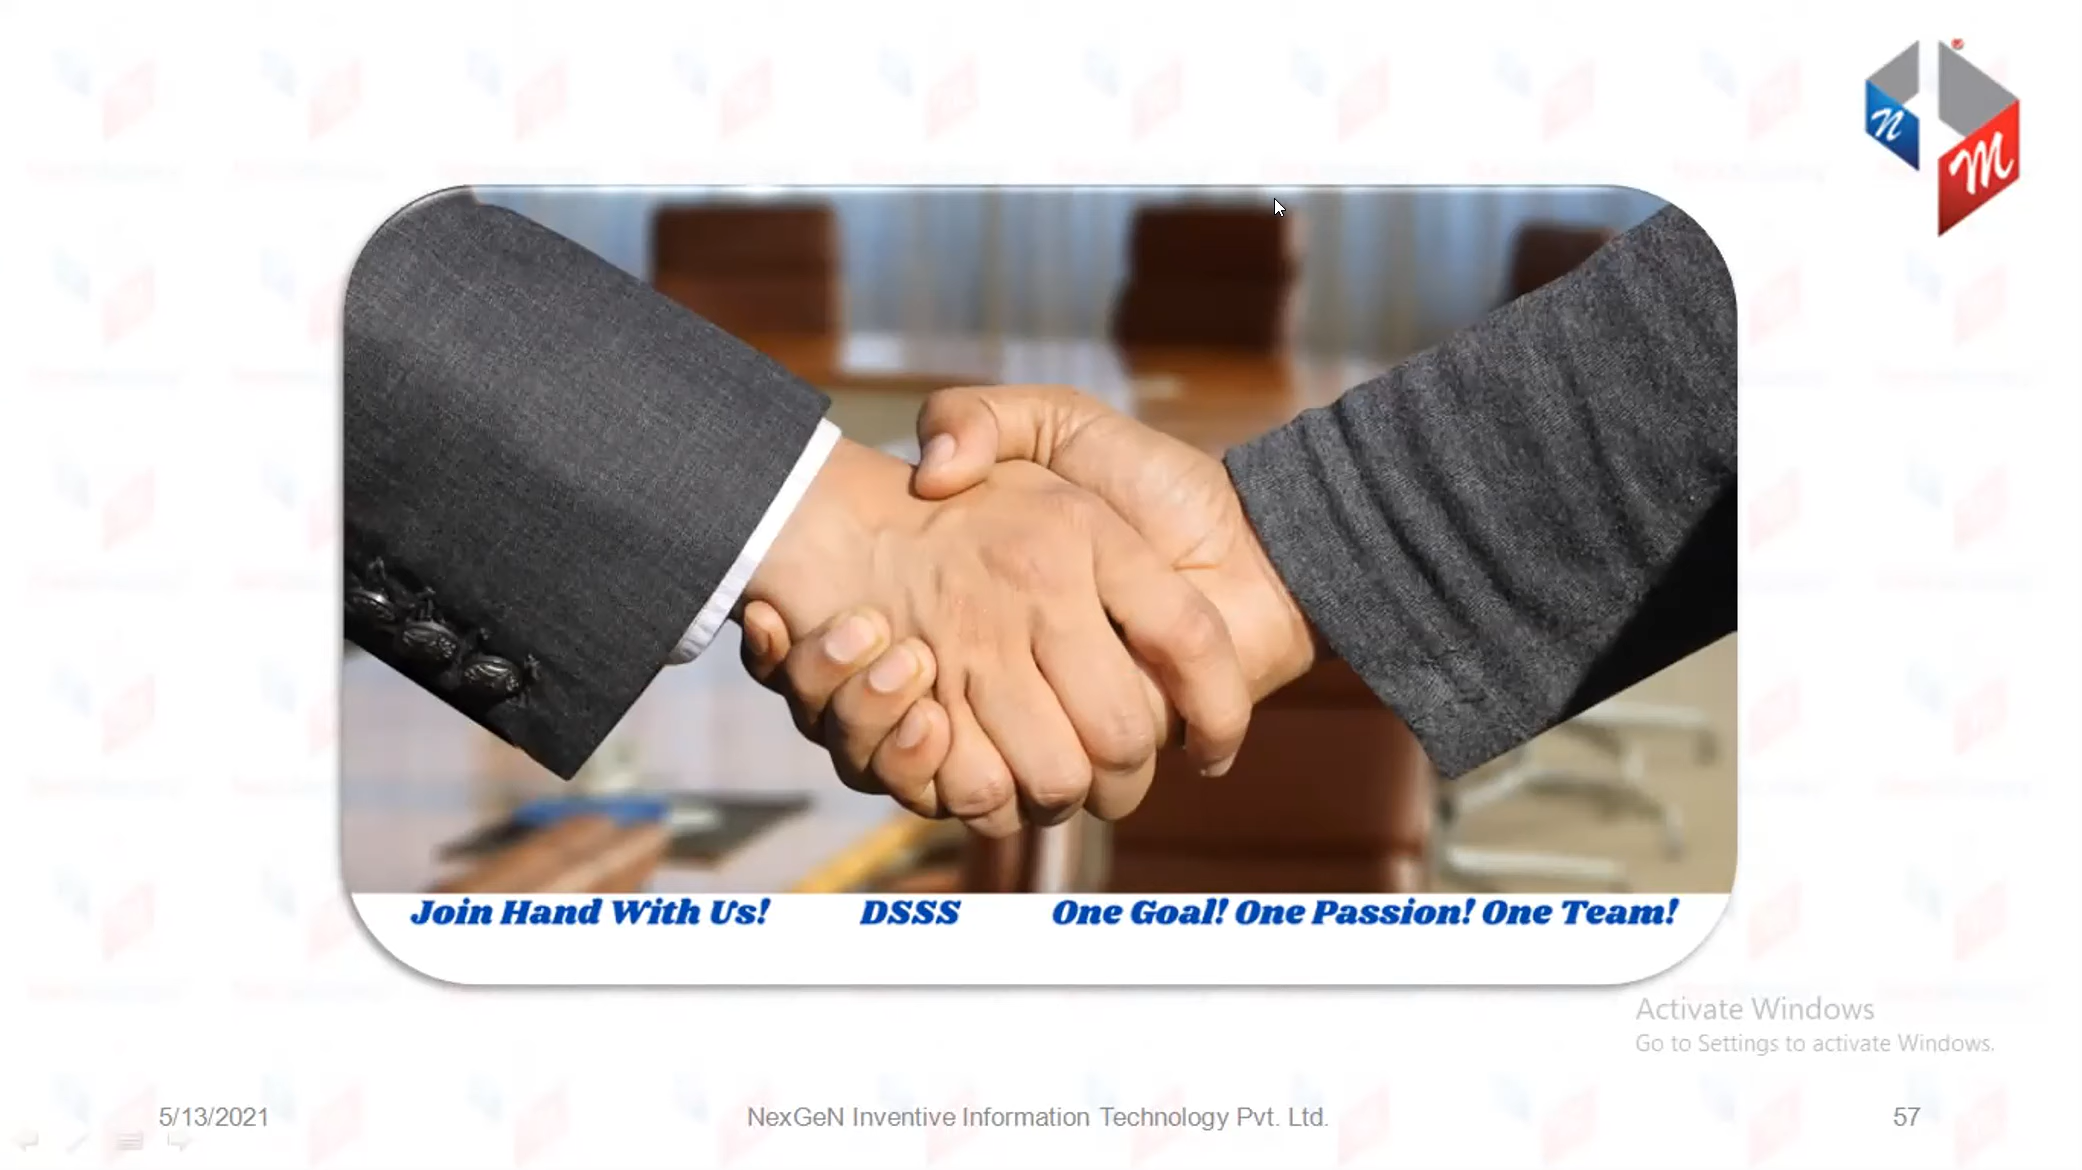 n
M
Join Hand With Us! DSSS One Goal! One Passion! One Team!
Activate Windows
Go to Settings to activate Windows.
5/13/2021 NexGeN Inventive Information Technology Pvt. Ltd. 57